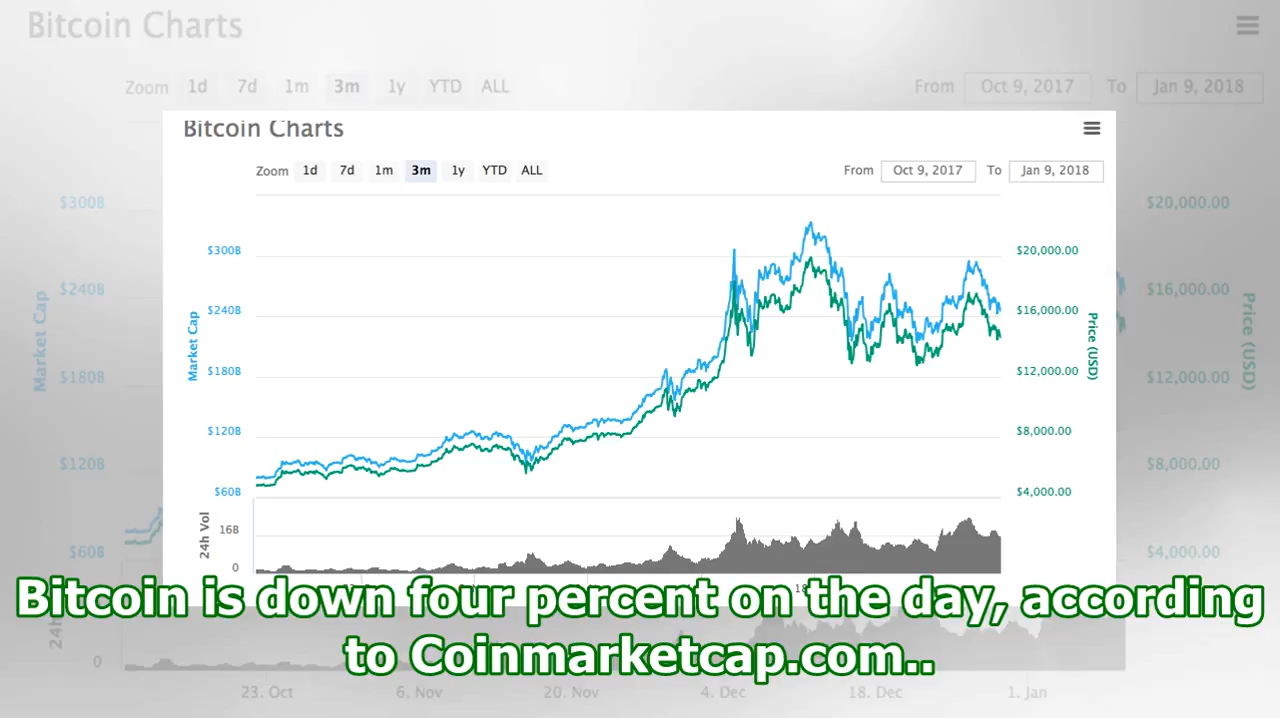 Bitcoin Charts
Zoom 1d 7d 1m 3m 1y YTD ALL
From Oct 9, 2017 To Jan 9, 2018
Bitcoin Charts
Zoom 1d 7d 1m 3m 1y YTD ALL
From Oct 9, 2017 To Jan 9, 2018
$300B
$240B
$180B
$120B
$60B
Market Cap
$300B
$240B
$180B
$120B
$60B
Market Cap
$20,000.00
$16,000.00
$12,000.00
$8,000.00
$4,000.00
Price (USD)
$20,000.00
$16,000.00
$12,000.00
$8,000.00
$4,000.00
Price (USD)
24h Vol
16B
0
Bitcoin is down four percent on the day, according
to Coinmarketcap.com..
24h
0
23. Oct 6. Nov 20. Nov 4. Dec 18. Dec 1. Jan